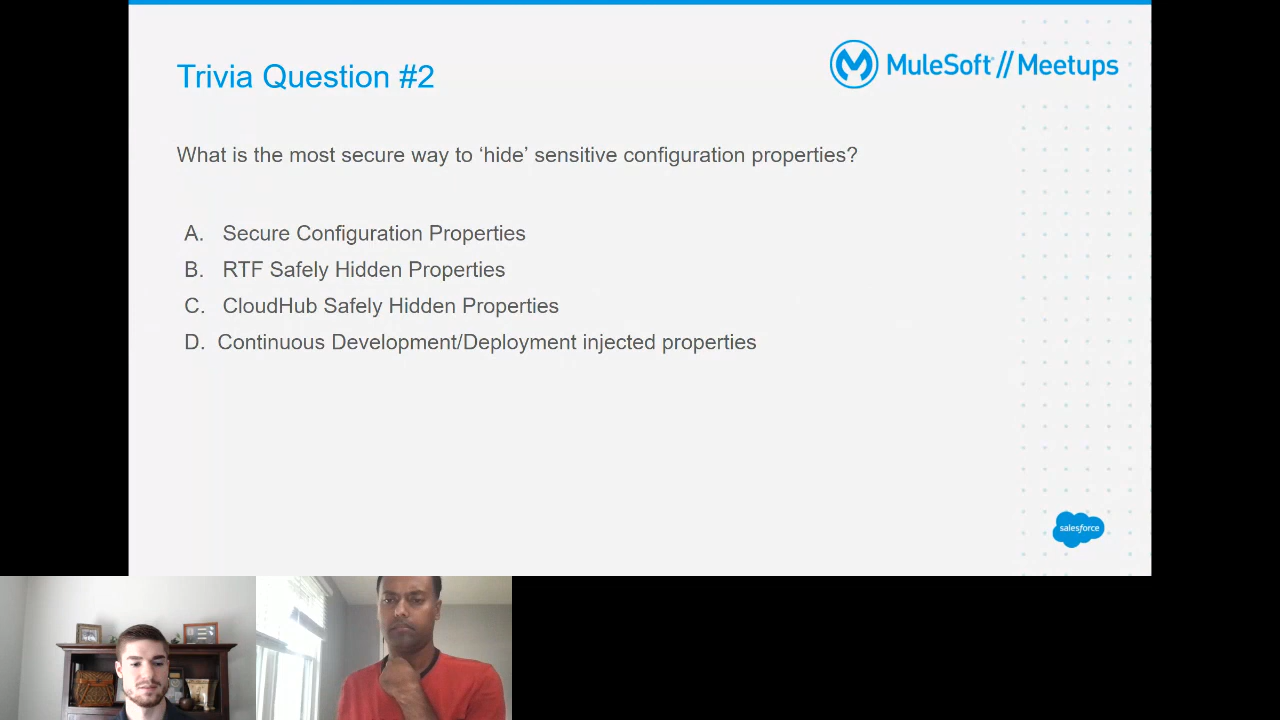 Trivia Question #2
MuleSoft // Meetups
What is the most secure way to ‘hide’ sensitive configuration properties?
A. Secure Configuration Properties
B. RTF Safely Hidden Properties
C. CloudHub Safely Hidden Properties
D. Continuous Development/Deployment injected properties
salesforce